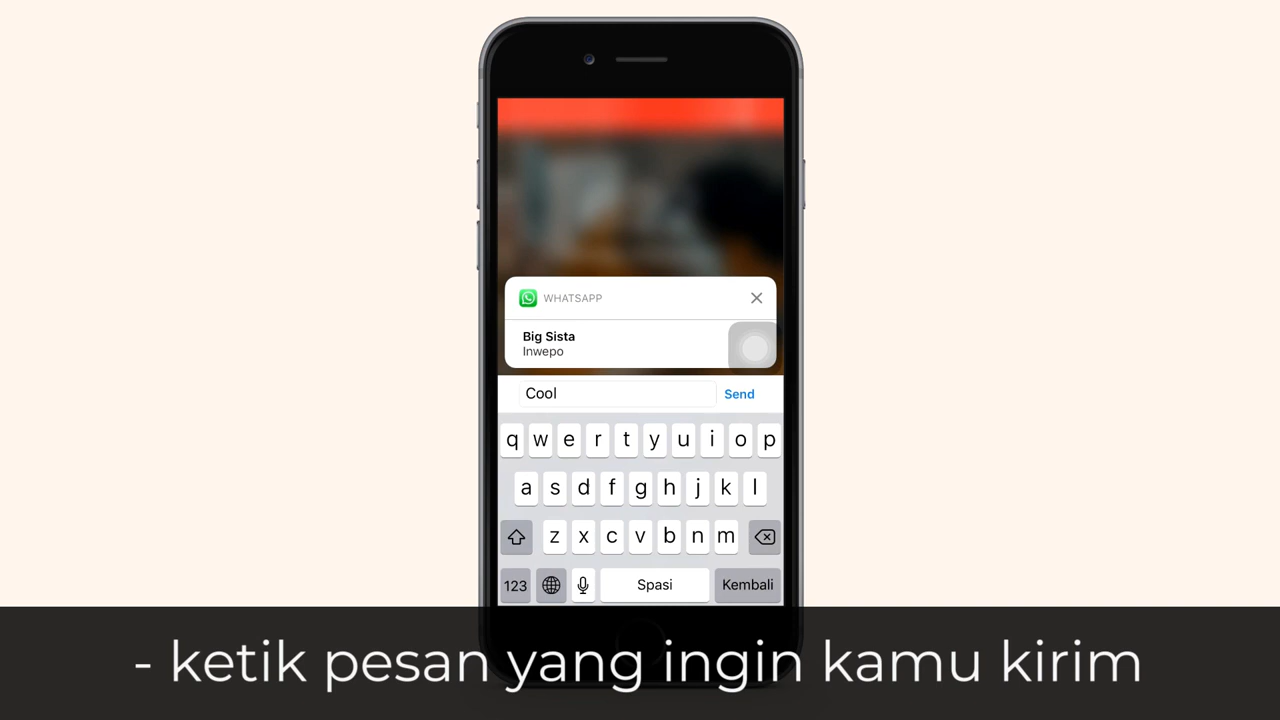 WHATSAPP
Big Sista
Inwepo
Cool Send
q w e r t y u i o p
a s d f g h j k l
z x c v b n m
123 Spasi Kembali
- ketik pesan yang ingin kamu kirim